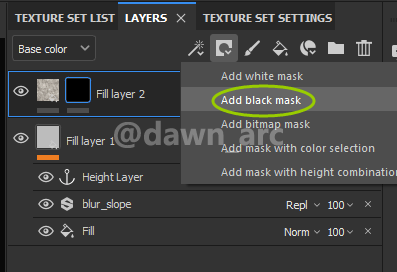 TEXTURE SET LIST LAYERS × TEXTURE SET SETTINGS
Base color
Add white mask
Fill layer 2
Add black mask
Add bitmap mask
@dawn_arc
Fill layer 1
Add mask with color selection
Height Layer
Add mask with height combination
blur_slope Repl 100 ×
Fill Norm 100 ×